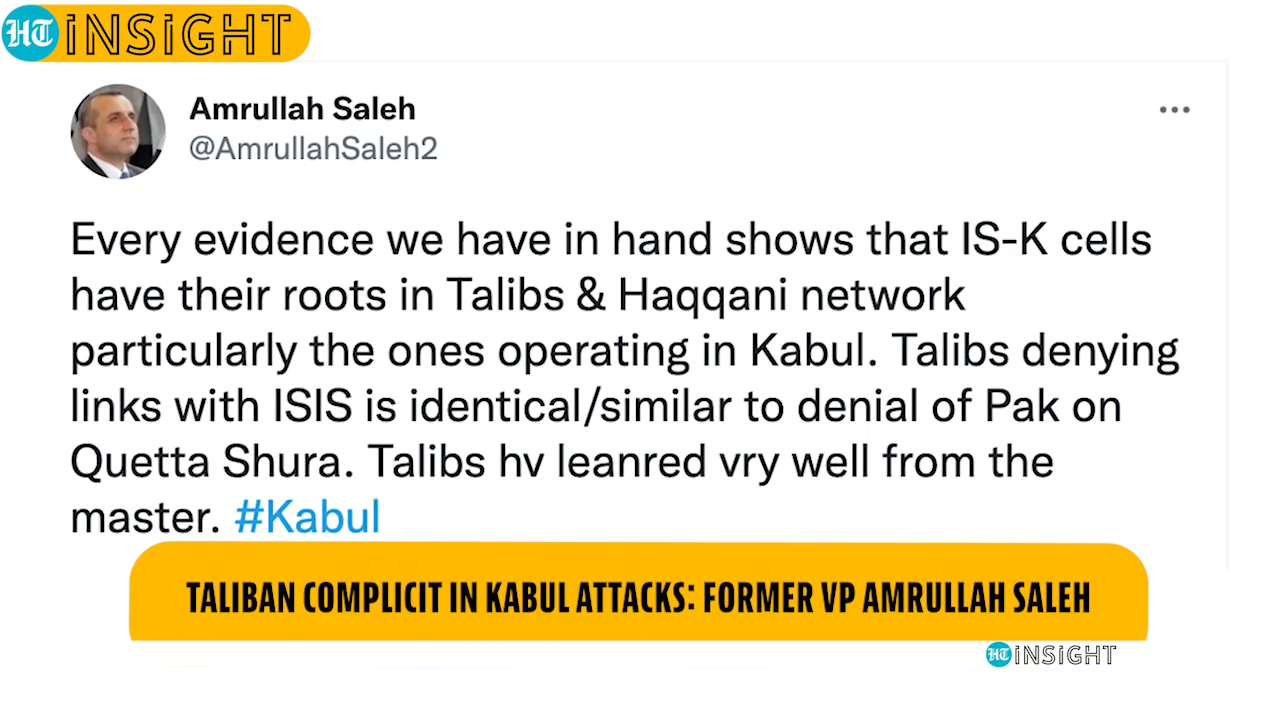 HT iNSiGHT
Amrullah Saleh
@AmrullahSaleh2
Every evidence we have in hand shows that IS-K cells
have their roots in Talibs & Haqqani network
particularly the ones operating in Kabul. Talibs denying
links with ISIS is identical/similar to denial of Pak on
Quetta Shura. Talibs hv leanred vry well from the
master. #Kabul
TALIBAN COMPLICIT IN KABUL ATTACKS: FORMER VP AMRULLAH SALEH
HT iNSiGHT